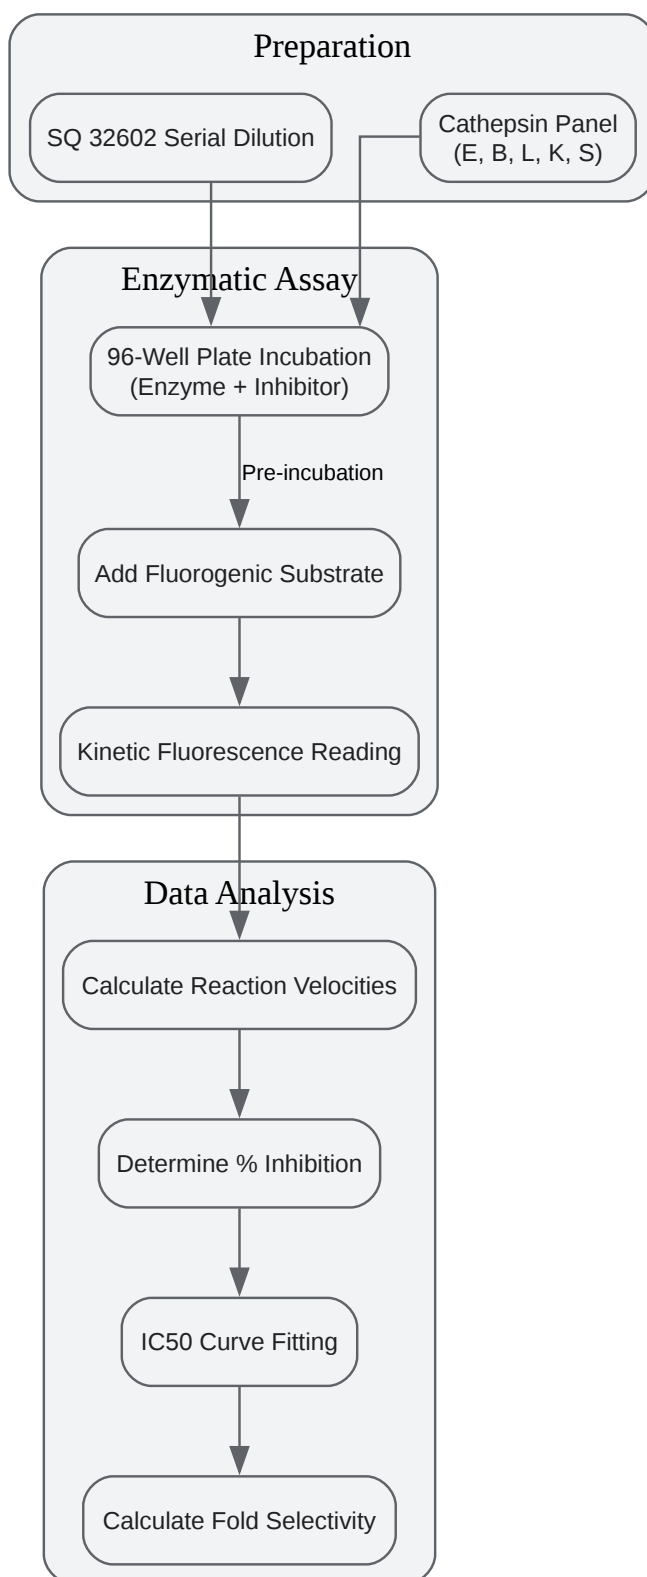 Preparation
SQ 32602 Serial Dilution
Cathepsin Panel
(E, B, L, K, S)
Enzymatic Assay
96-Well Plate Incubation
(Enzyme + Inhibitor)
Pre-incubation
Add Fluorogenic Substrate
Kinetic Fluorescence Reading
Data Analysis
Calculate Reaction Velocities
Determine % Inhibition
IC50 Curve Fitting
Calculate Fold Selectivity